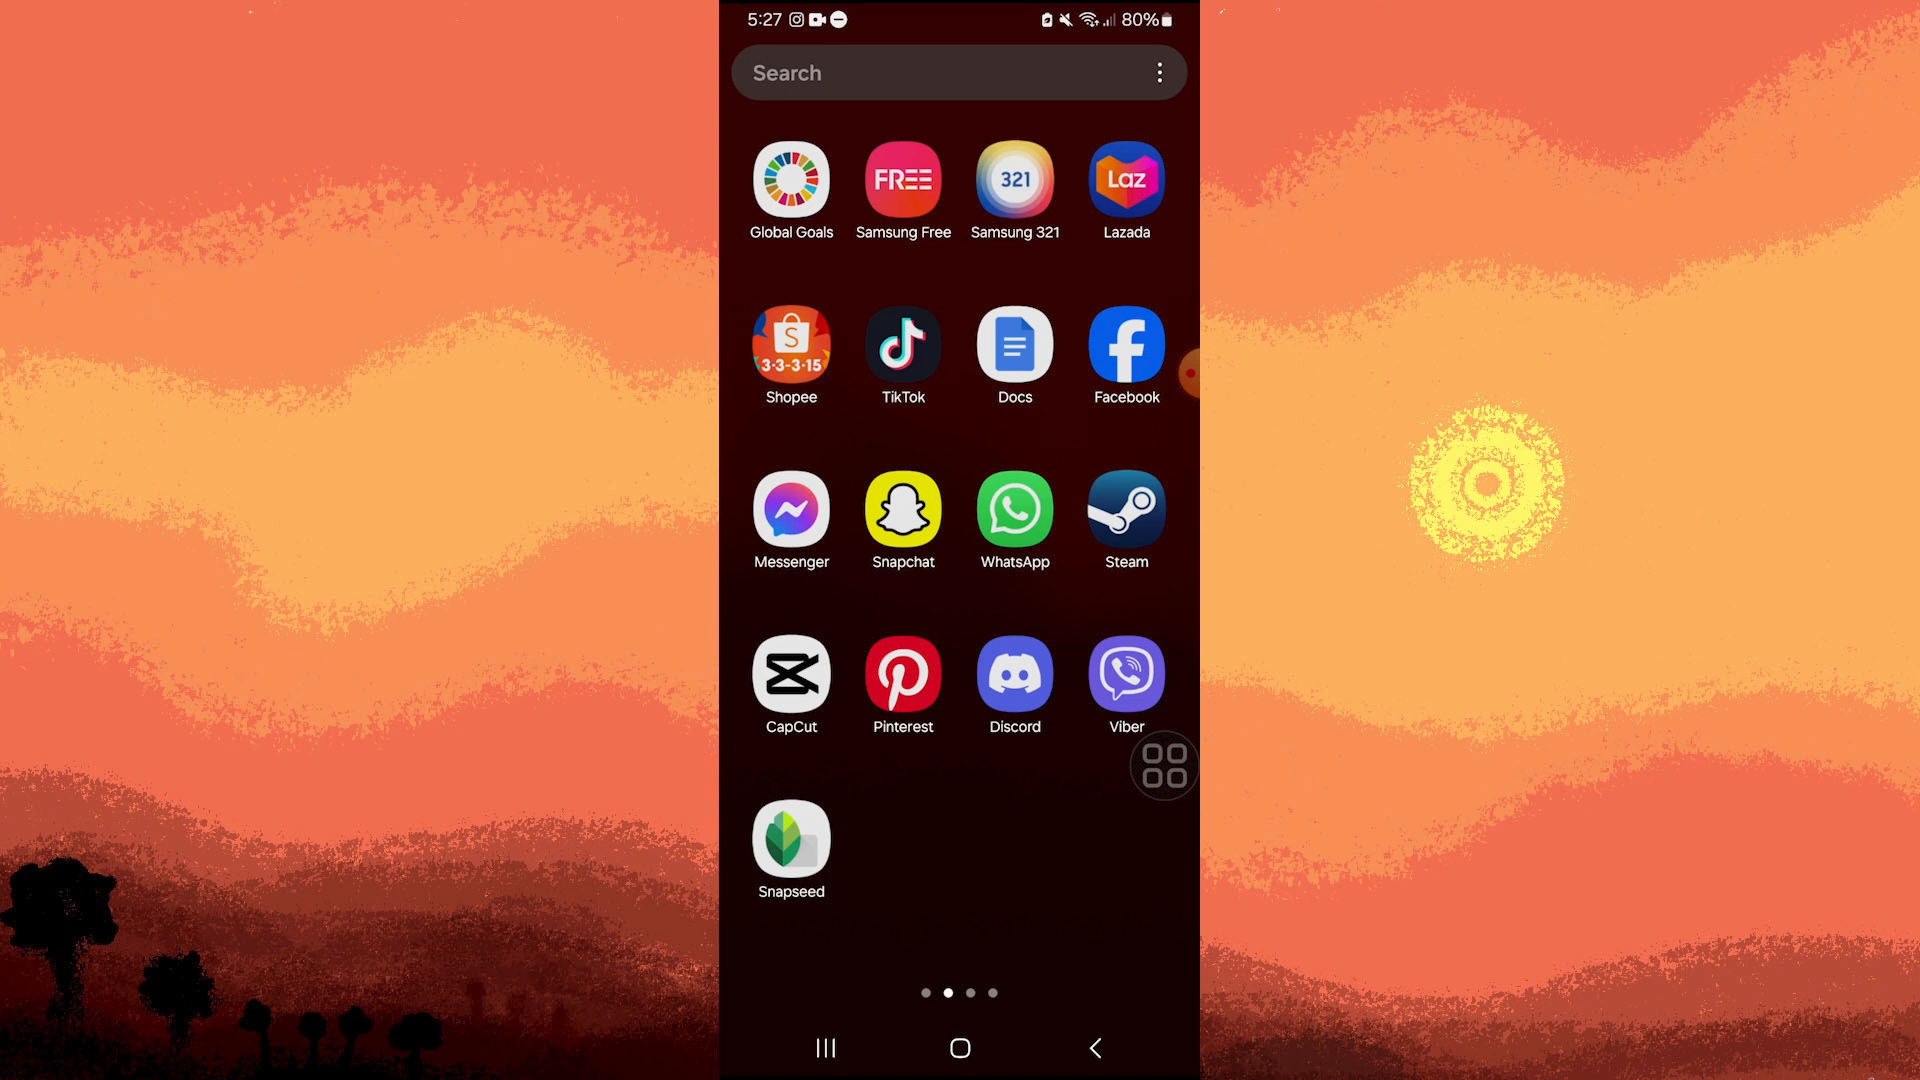 5:27 80%
Search
FREE 321 Laz
Global Goals Samsung Free Samsung 321 Lazada
S
3-3-3-15
Shopee TikTok Docs Facebook
Messenger Snapchat WhatsApp Steam
CapCut Pinterest Discord Viber
Snapseed